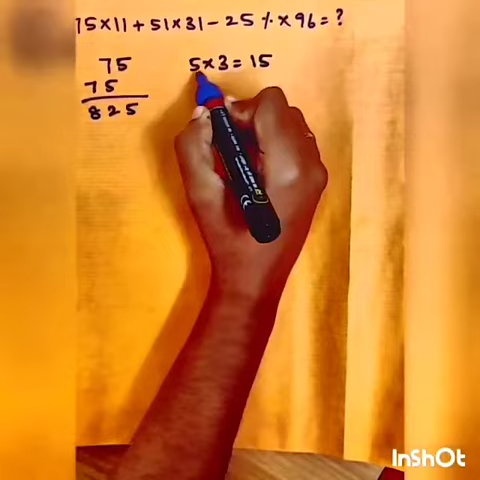 75×11 + 51×31 - 25 % × 96 = ?
75
75
825
5×3 = 15
InShOt